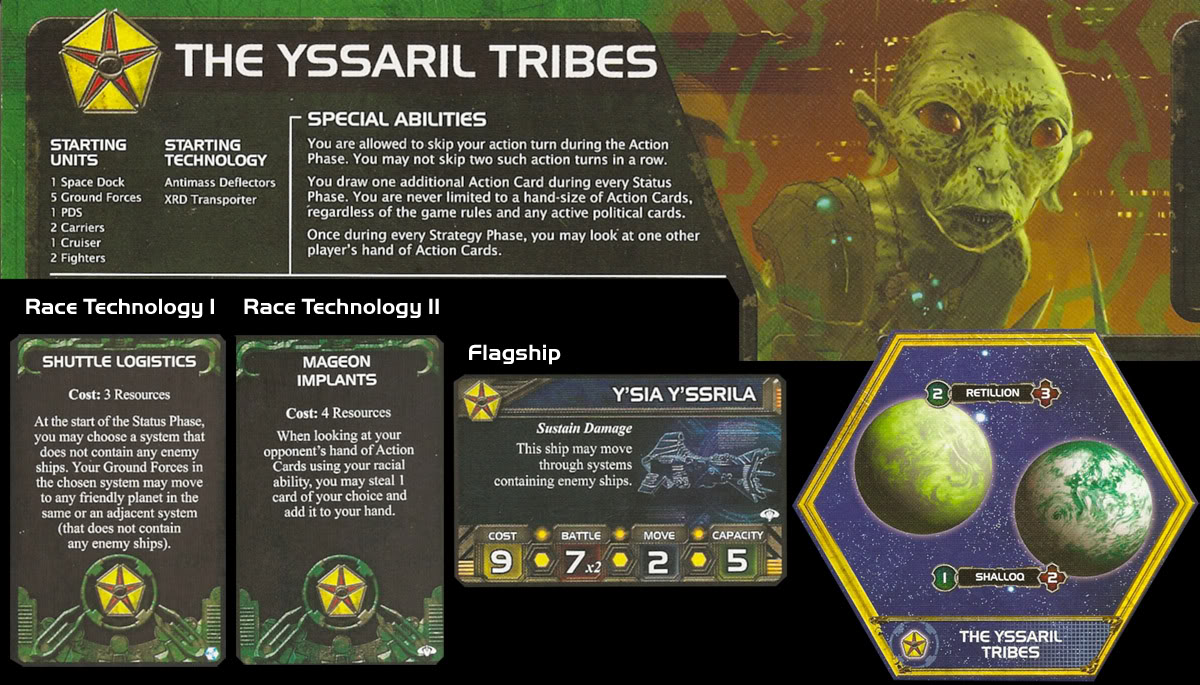 THE YSSARIL TRIBES
STARTING
UNITS
1 Space Dock
5 Ground Forces
1 PDS
2 Carriers
1 Cruiser
2 Fighters
STARTING
TECHNOLOGY
Antimass Deflectors
XRD Transporter
SPECIAL ABILITIES
You are allowed to skip your action turn during the Action
Phase. You may not skip two such action turns in a row.
You draw one additional Action Card during every Status
Phase. You are never limited to a hand-size of Action Cards,
regardless of the game rules and any active political cards.
Once during every Strategy Phase, you may look at one other
player's hand of Action Cards.
Race Technology I
SHUTTLE LOGISTICS
Cost: 3 Resources
At the start of the Status Phase,
you may choose a system that
does not contain any enemy
ships. Your Ground Forces in
the chosen system may move
to any friendly planet in the
same or an adjacent system
(that does not contain
any enemy ships).
Race Technology II
MAGEON
IMPLANTS
Cost: 4 Resources
When looking at your
opponent's hand of Action
Cards using your racial
ability, you may steal 1
card of your choice and
add it to your hand.
Flagship
Y'SIA Y'SSRILA
Sustain Damage
This ship may move
through systems
containing enemy ships.
COST BATTLE MOVE CAPACITY
9 7 x2 2 5
2 RETILLION 3
1 SHALLOQ 2
THE YSSARIL
TRIBES